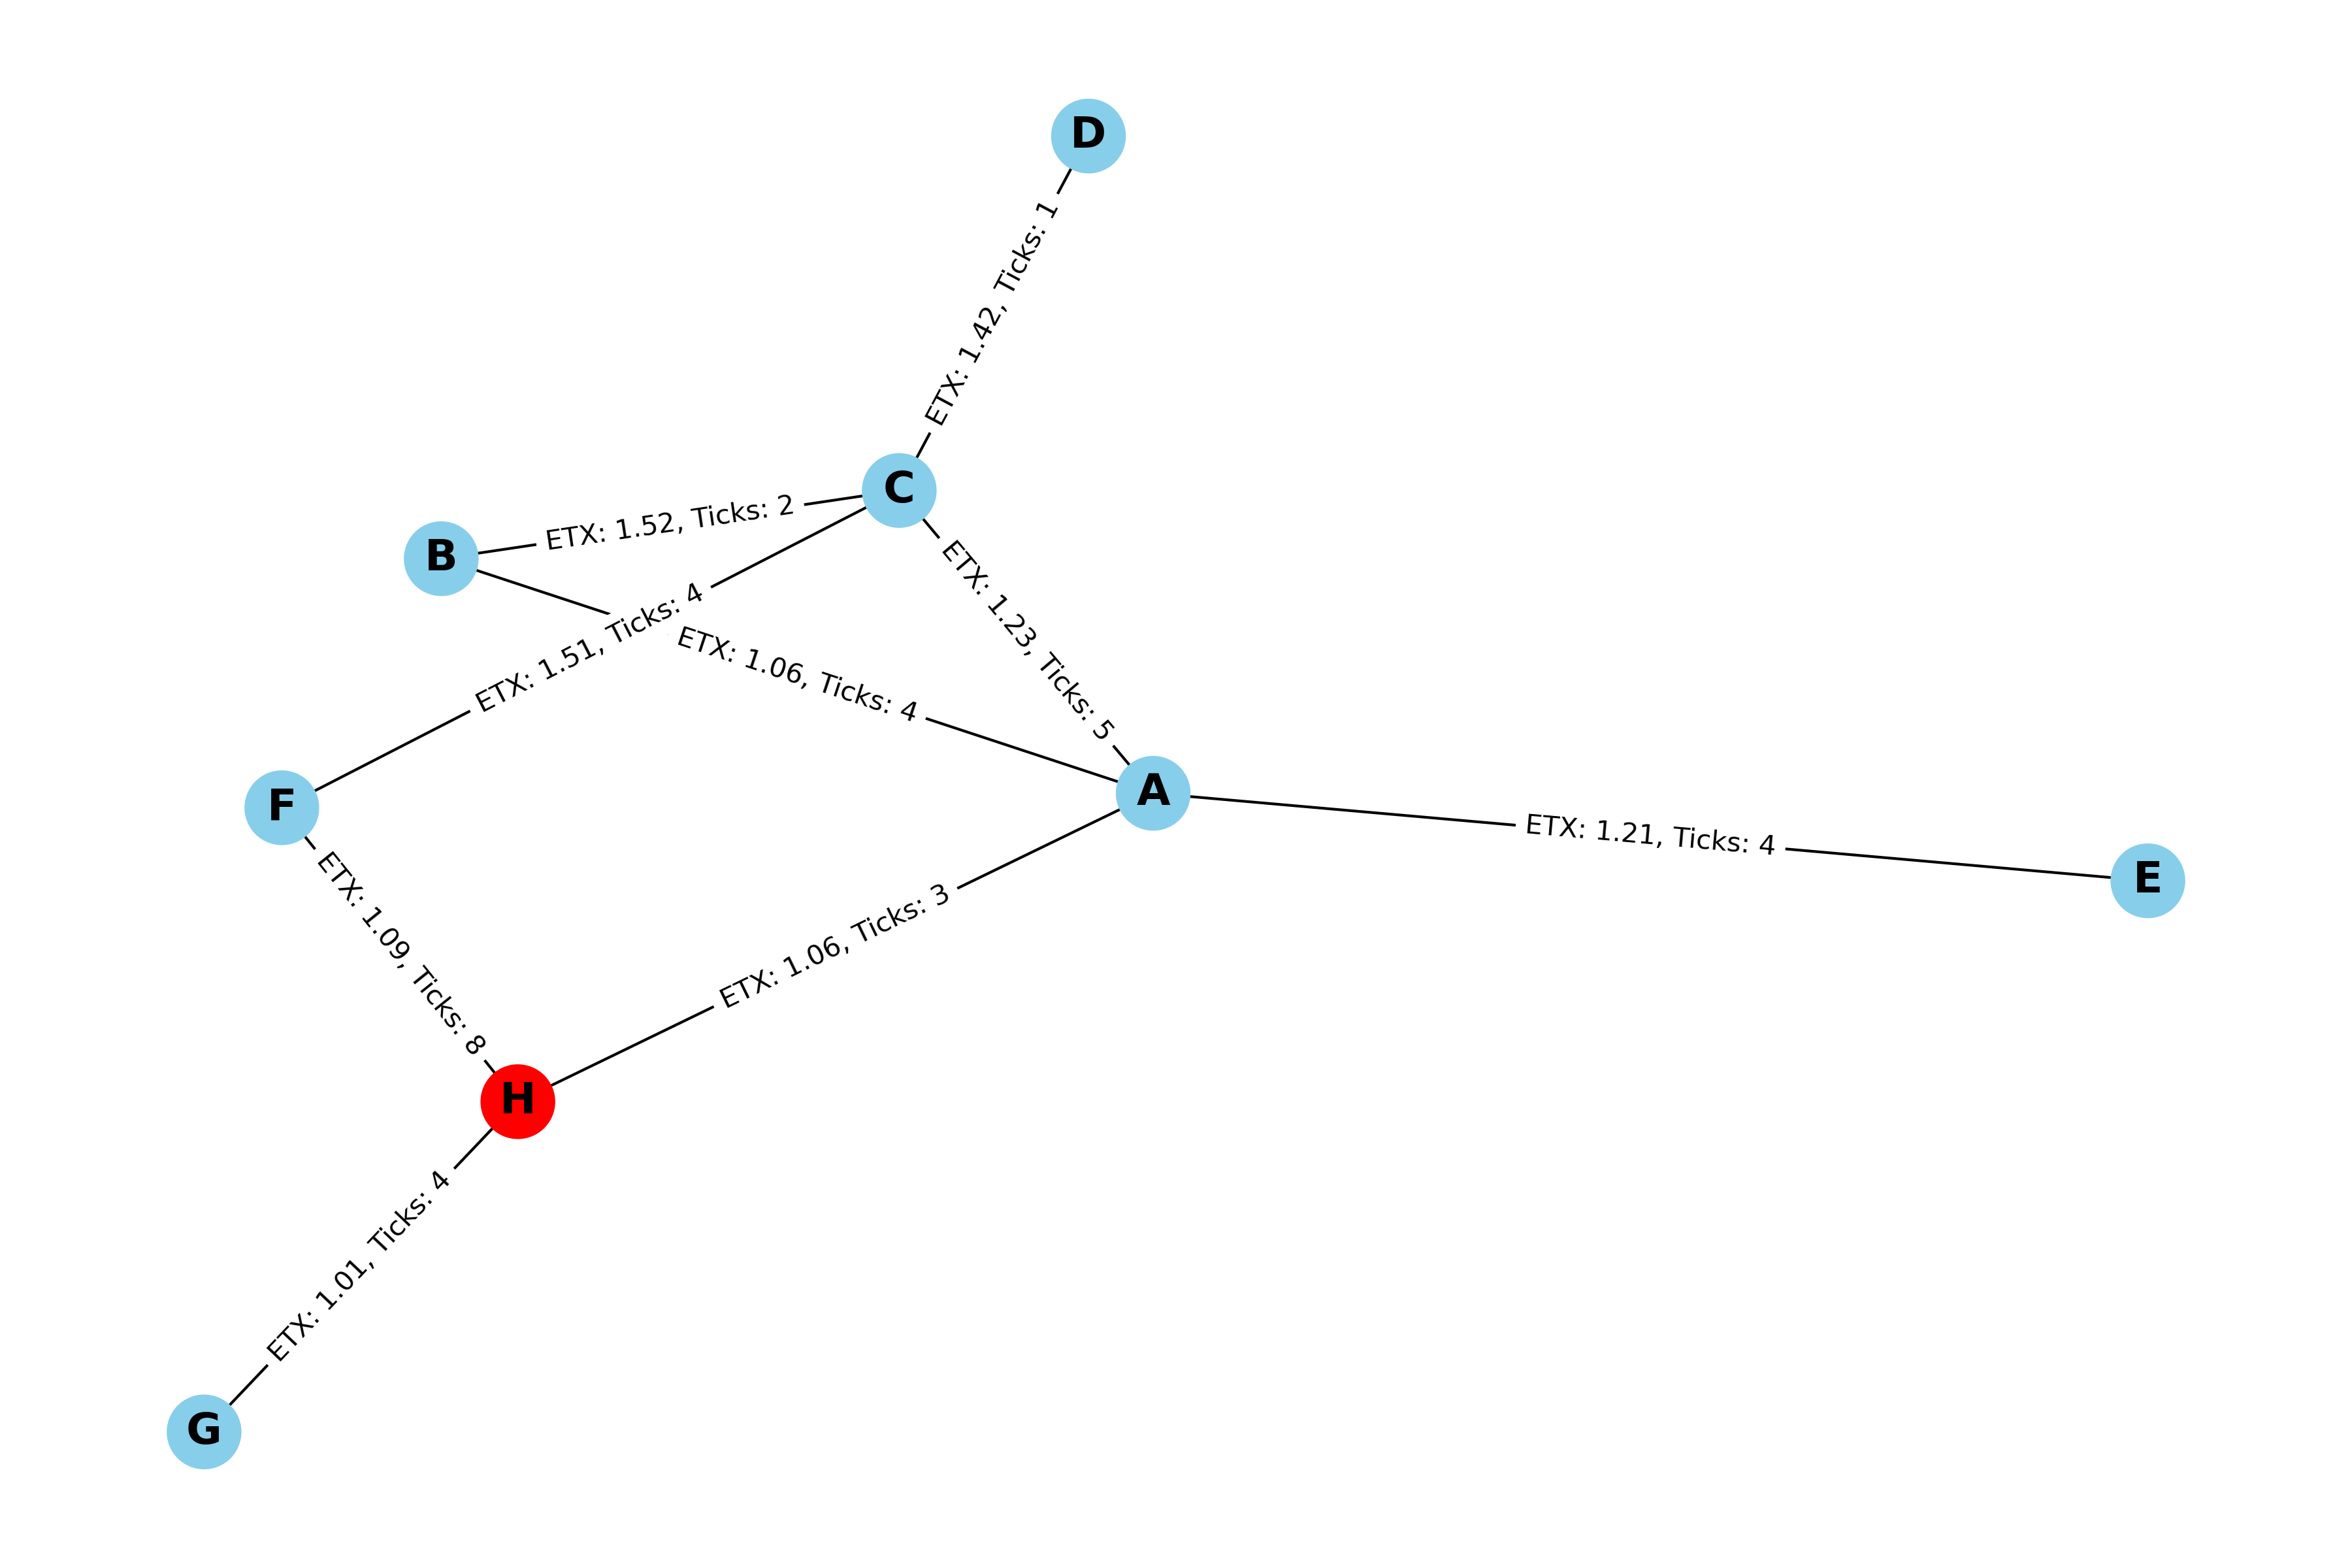 D
ETX: 1.42, Ticks: 1
C
ETX: 1.52, Ticks: 2
B
ETX: 1.51, Ticks: 4
ETX: 1.06, Ticks: 4
ETX: 1.23, Ticks: 5
F
A
ETX: 1.21, Ticks: 4
E
ETX: 1.09, Ticks: 8
ETX: 1.06, Ticks: 3
H
ETX: 1.01, Ticks: 4
G